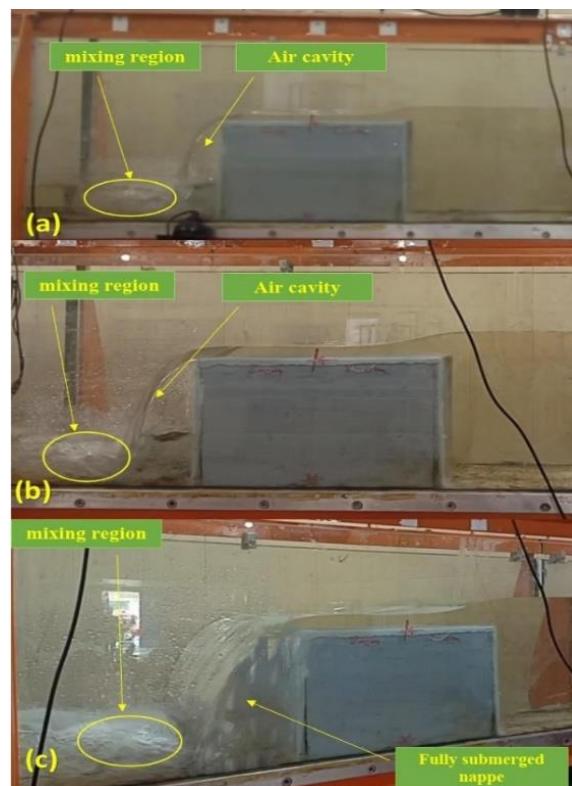 mixing region
Air cavity
(a)
mixing region
Air cavity
(b)
mixing region
(c)
Fully submerged
nappe